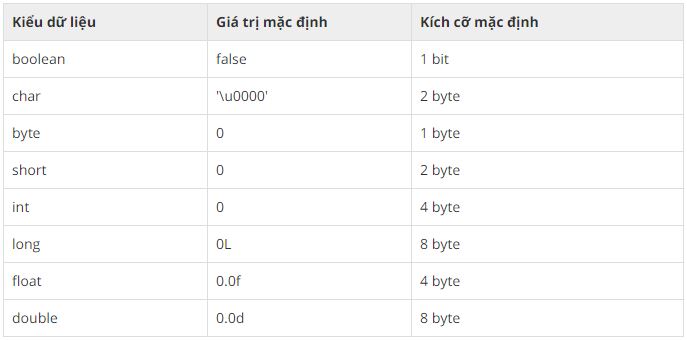 Kiểu dữ liệu Giá trị mặc định Kích cỡ mặc định
boolean false 1 bit
char '\u0000' 2 byte
byte 0 1 byte
short 0 2 byte
int 0 4 byte
long 0L 8 byte
float 0.0f 4 byte
double 0.0d 8 byte